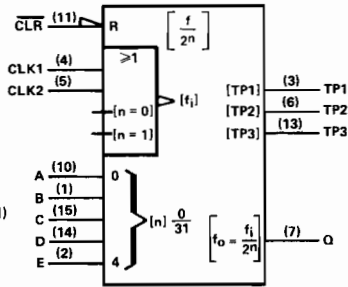 CLR (11) R [f/2n]
≥1
CLK1 (4)
CLK2 (5)
[fi]
[n = 0]
[n = 1]
[TP1] (3) TP1
[TP2] (6) TP2
[TP3] (13) TP3
A (10) 0
B (1)
C (15) [n] 0/31
D (14)
E (2) 4
[fo = fi/2n] (7) Q